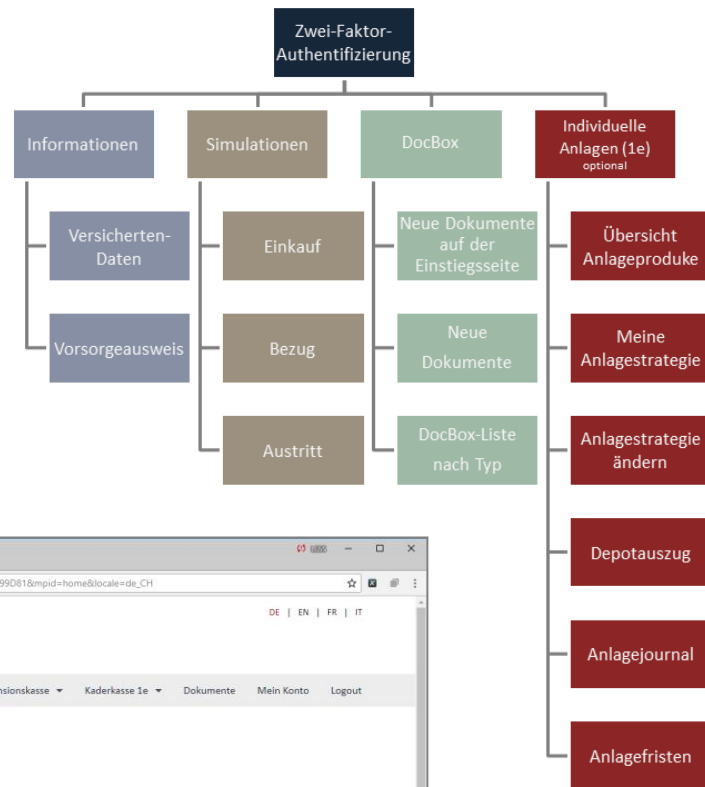 Zwei-Faktor-
Authentifizierung
Informationen
Simulationen
DocBox
Individuelle
Anlagen (1e)
optional
Versicherten-
Daten
Einkauf
Neue Dokumente
auf der
Einstiegsseite
Übersicht
Anlageproduke
Vorsorgeausweis
Bezug
Neue
Dokumente
Meine
Anlagestrategie
Austritt
DocBox-Liste
nach Typ
Anlagestrategie
ändern
Depotauszug
Anlagejournal
Anlagefristen
99D81&mpid=home&locale=de_CH
DE | EN | FR | IT
nsionskasse Kaderkasse 1e Dokumente Mein Konto Logout